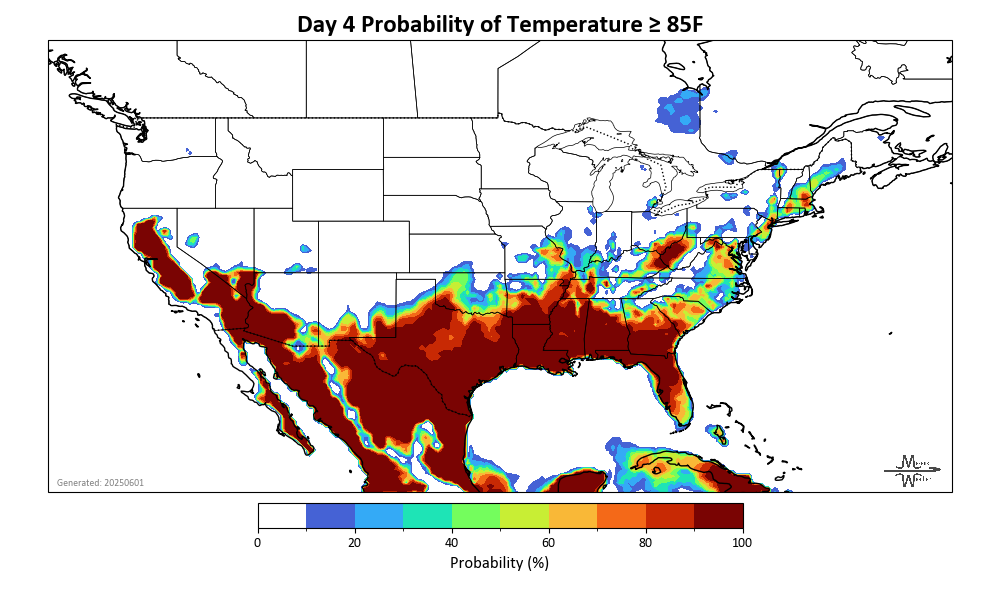 Day 4 Probability of Temperature ≥ 85F
Generated: 20250601
0 20 40 60 80 100
Probability (%)